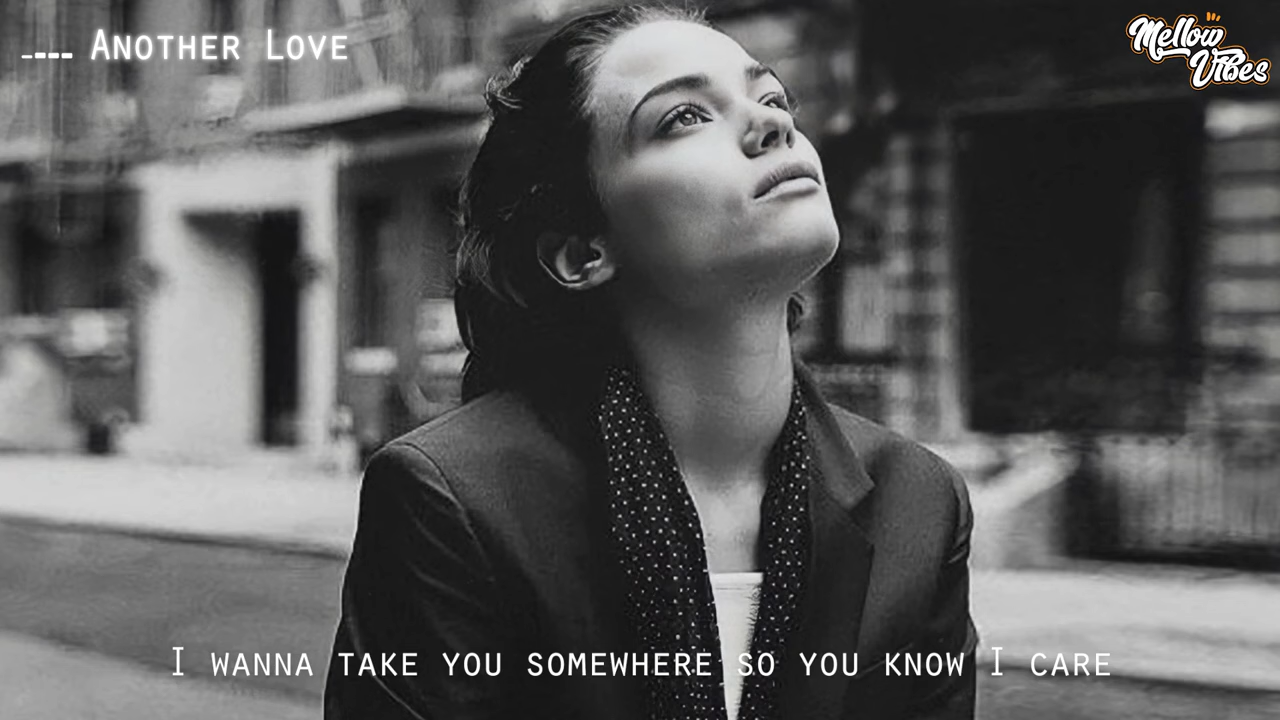 ---- Another Love
Mellow
Vibes
I wanna take you somewhere so you know I care